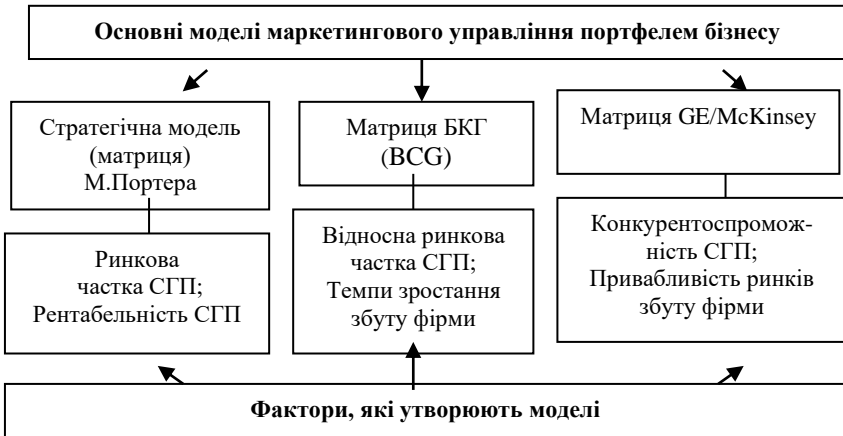 Основні моделі маркетингового управління портфелем бізнесу
Стратегічна модель
(матриця)
М.Портера
Матриця БКГ
(BCG)
Матриця GE/McKinsey
Ринкова
частка СГП;
Рентабельність СГП
Відносна ринкова
частка СГП;
Темпи зростання
збуту фірми
Конкурентоспромож-
ність СГП;
Привабливість ринків
збуту фірми
Фактори, які утворюють моделі